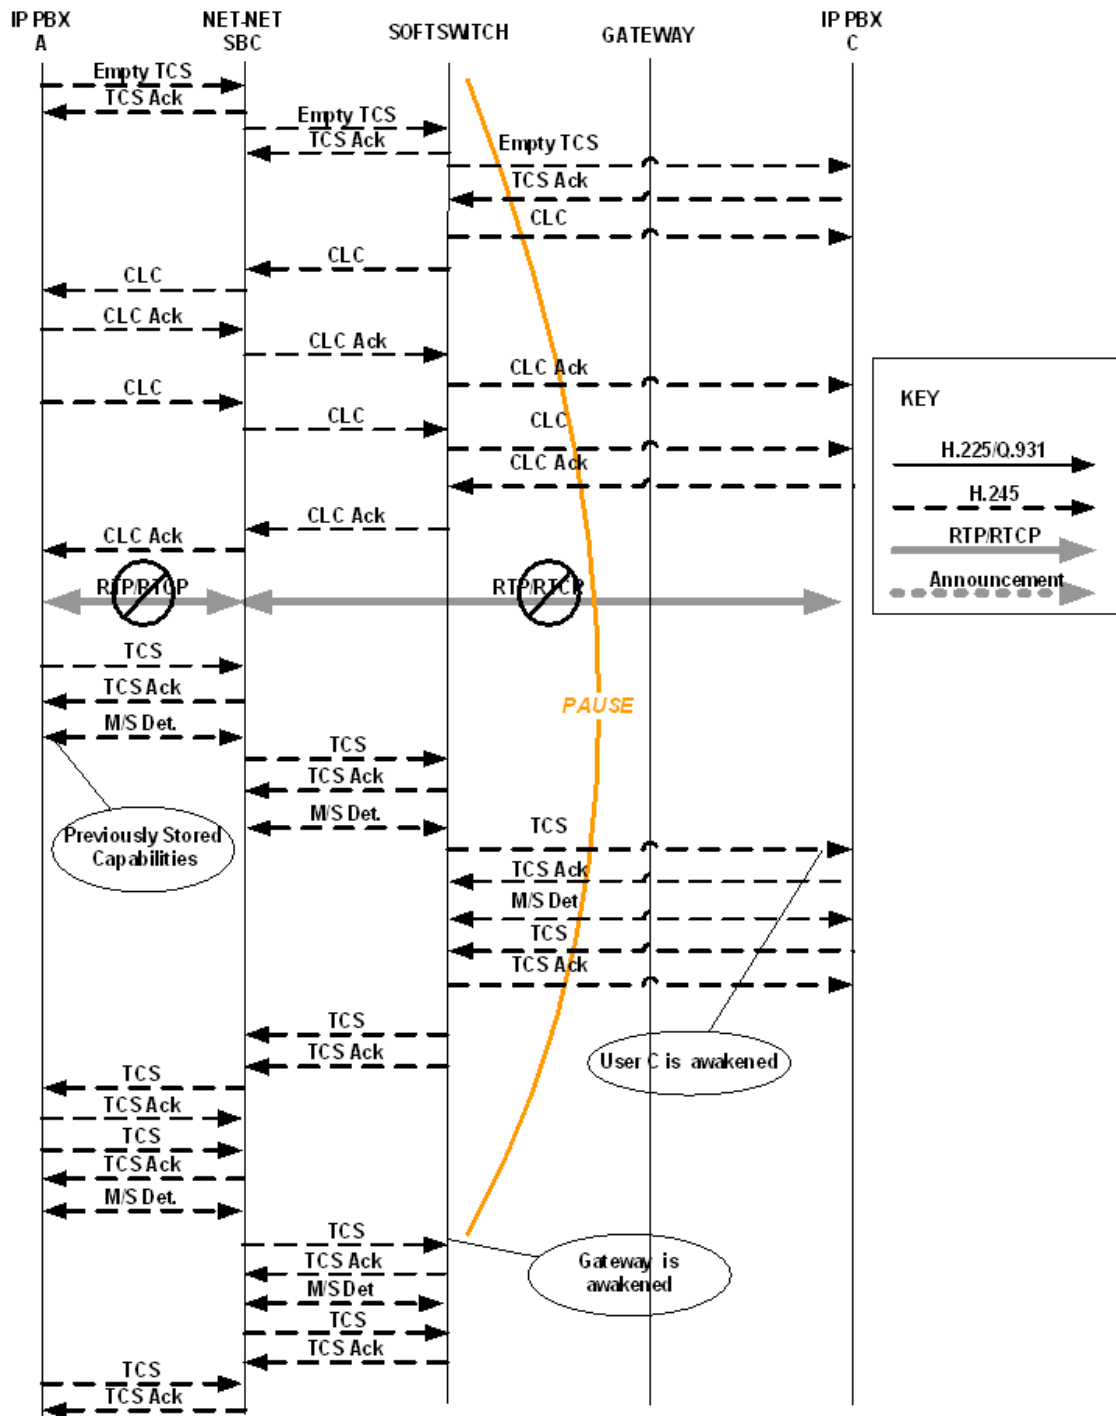 IP PBX
A
NET-NET
SBC
SOFTSWITCH
GATEWAY
IP PBX
C
Empty TCS
TCS Ack
Empty TCS
TCS Ack
Empty TCS
TCS Ack
CLC
CLC
CLC
CLC Ack
CLC Ack
CLC Ack
CLC
CLC
CLC
CLC Ack
CLC Ack
CLC Ack
KEY
H.225/Q.931
H.245
RTP/RTCP
Announcement
RTP/RTCP
RTP/RTCP
TCS
TCS Ack
M/S Det.
PAUSE
TCS
TCS Ack
M/S Det.
Previously Stored
Capabilities
TCS
TCS Ack
M/S Det
TCS
TCS Ack
TCS
TCS Ack
User C is awakened
TCS
TCS Ack
TCS
TCS Ack
M/S Det.
TCS
TCS Ack
M/S Det
TCS
TCS Ack
Gateway is
awakened
TCS
TCS Ack